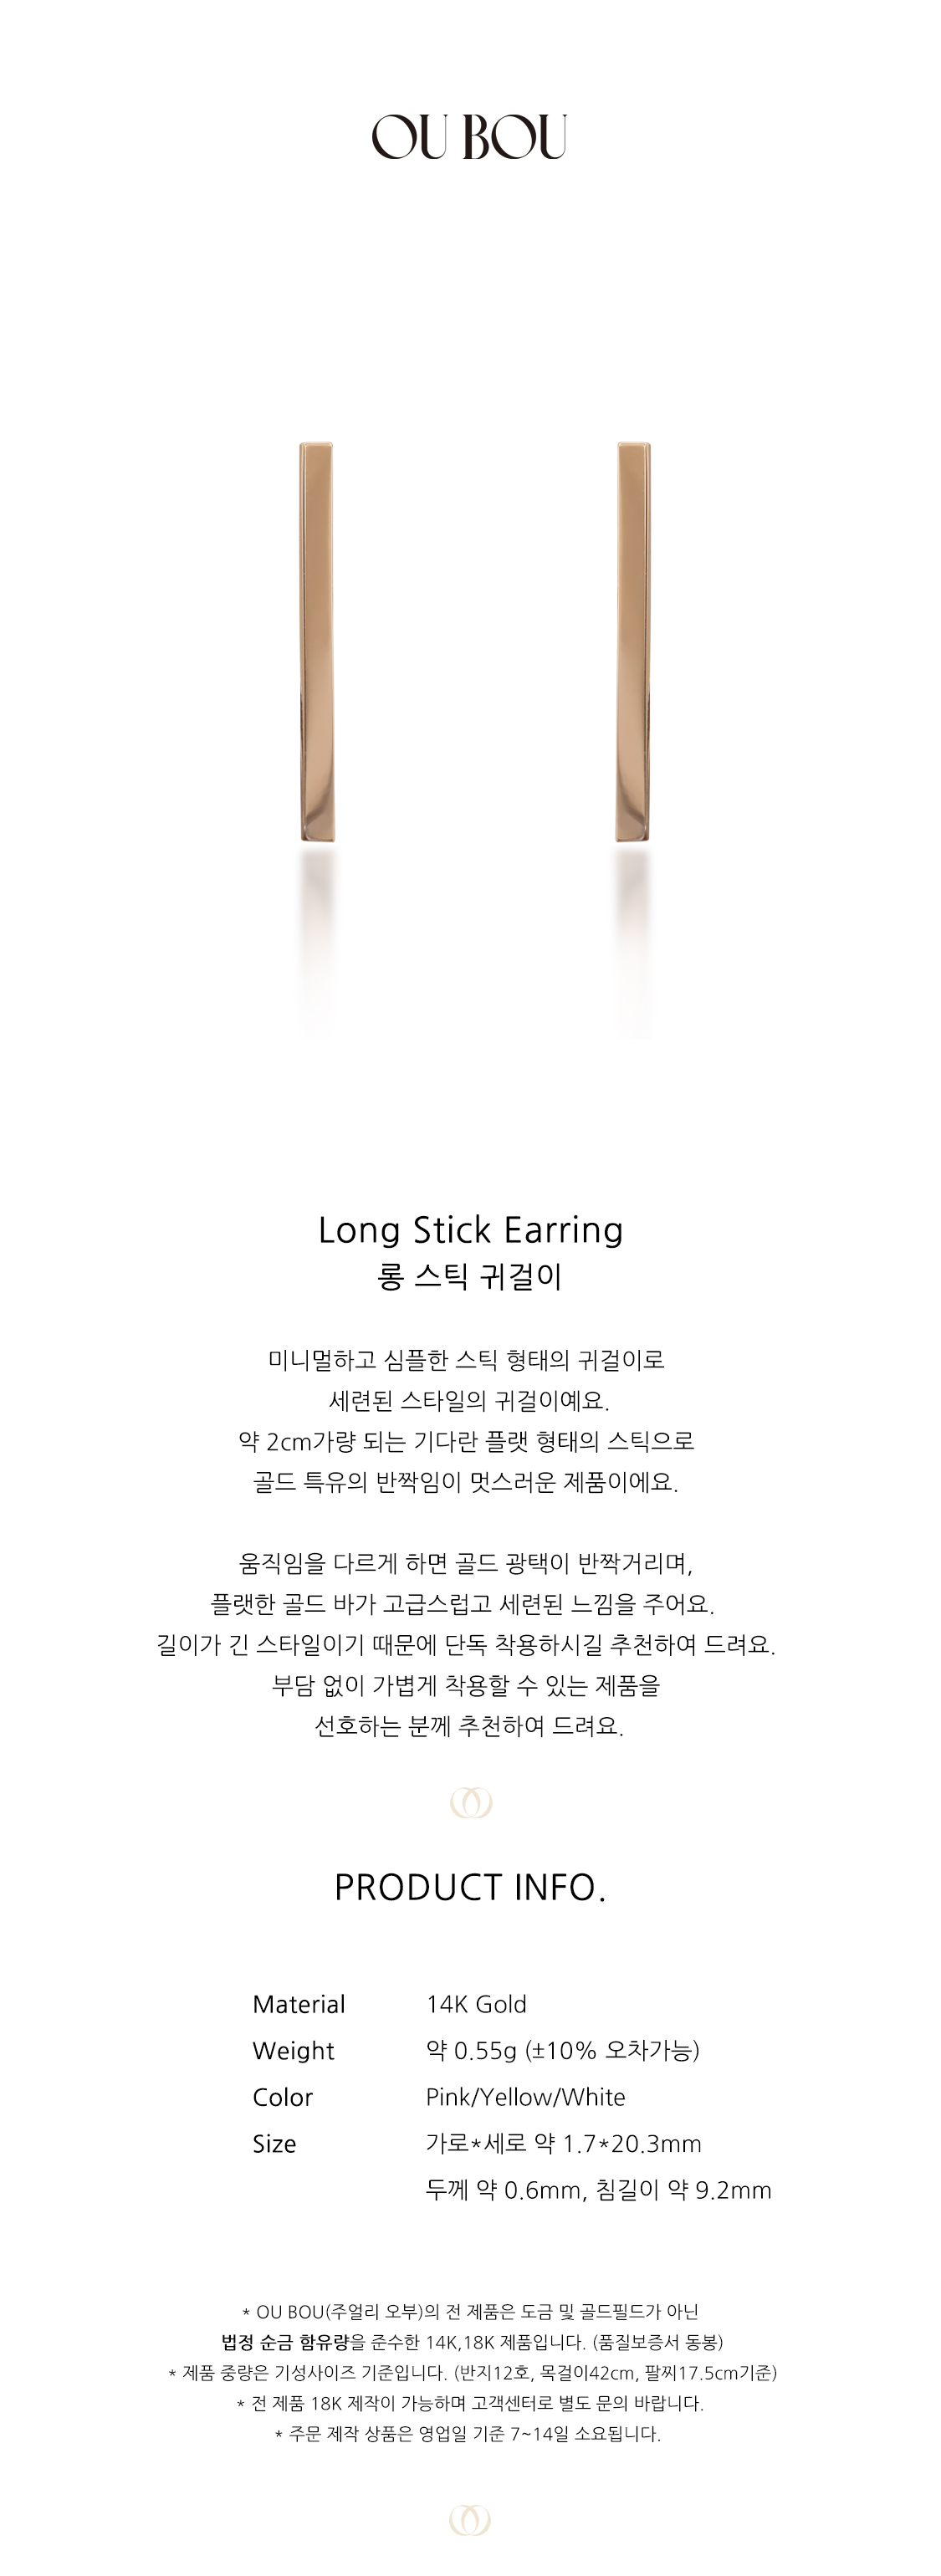 OU BOU
Long Stick Earring
롱 스틱 귀걸이
미니멀하고 심플한 스틱 형태의 귀걸이로
세련된 스타일의 귀걸이예요.
약 2cm가량 되는 기다란 플랫 형태의 스틱으로
골드 특유의 반짝임이 멋스러운 제품이에요.
움직임을 다르게 하면 골드 광택이 반짝거리며,
플랫한 골드 바가 고급스럽고 세련된 느낌을 주어요.
길이가 긴 스타일이기 때문에 단독 착용하시길 추천하여 드려요.
부담 없이 가볍게 착용할 수 있는 제품을
선호하는 분께 추천하여 드려요.
PRODUCT INFO.
Material 14K Gold
Weight 약 0.55g (±10% 오차가능)
Color Pink/Yellow/White
Size 가로*세로 약 1.7*20.3mm
두께 약 0.6mm, 침길이 약 9.2mm
* OU BOU(주얼리 오부)의 전 제품은 도금 및 골드필드가 아닌
법정 순금 함유량을 준수한 14K,18K 제품입니다. (품질보증서 동봉)
* 제품 중량은 기성사이즈 기준입니다. (반지12호, 목걸이42cm, 팔찌17.5cm기준)
* 전 제품 18K 제작이 가능하며 고객센터로 별도 문의 바랍니다.
* 주문 제작 상품은 영업일 기준 7~14일 소요됩니다.